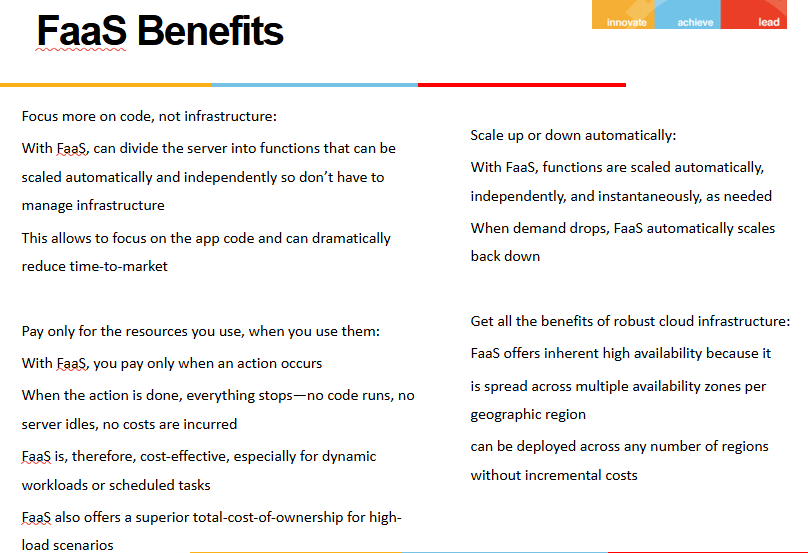 FaaS Benefits
innovate achieve lead
Focus more on code, not infrastructure:
With FaaS, can divide the server into functions that can be
scaled automatically and independently so don’t have to
manage infrastructure
This allows to focus on the app code and can dramatically
reduce time-to-market
Pay only for the resources you use, when you use them:
With FaaS, you pay only when an action occurs
When the action is done, everything stops—no code runs, no
server idles, no costs are incurred
FaaS is, therefore, cost-effective, especially for dynamic
workloads or scheduled tasks
FaaS also offers a superior total-cost-of-ownership for high-
load scenarios
Scale up or down automatically:
With FaaS, functions are scaled automatically,
independently, and instantaneously, as needed
When demand drops, FaaS automatically scales
back down
Get all the benefits of robust cloud infrastructure:
FaaS offers inherent high availability because it
is spread across multiple availability zones per
geographic region
can be deployed across any number of regions
without incremental costs